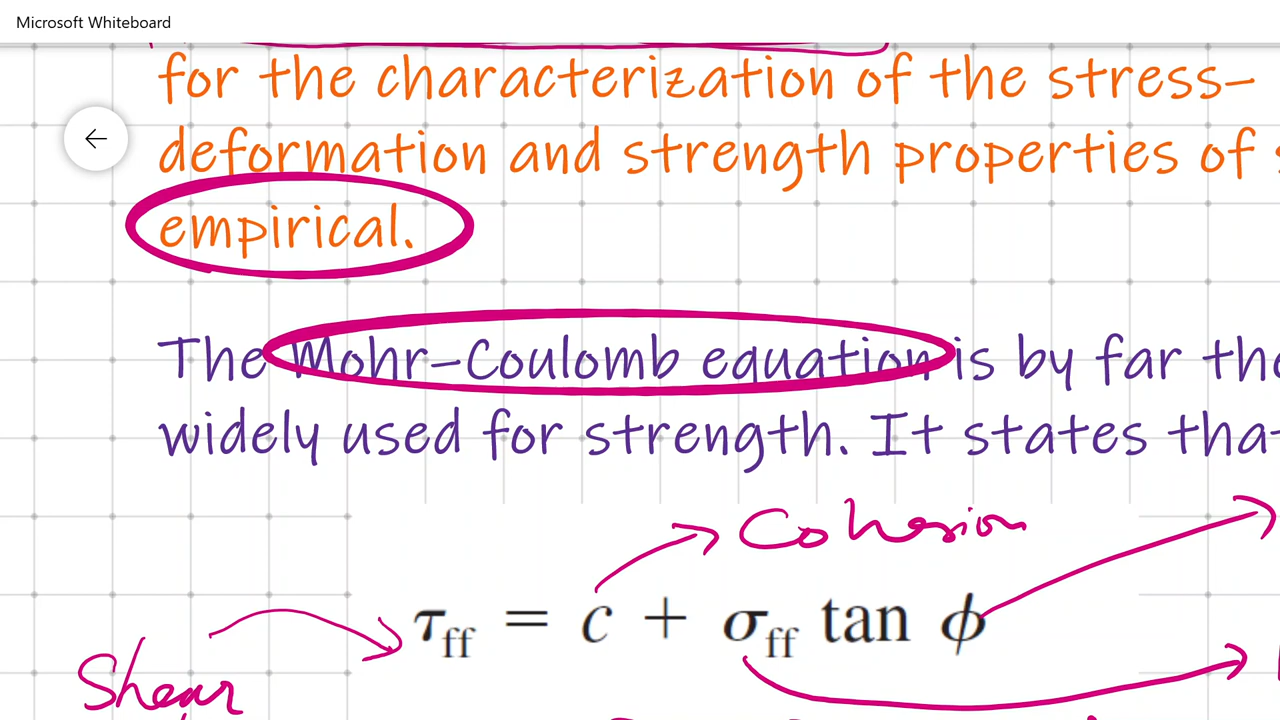 Microsoft Whiteboard
for the characterization of the stress-
deformation and strength properties of
empirical.
The Mohr-Coulomb equation is by far the
widely used for strength. It states that
Cohesion
τff = c + σff tan ϕ
Shear